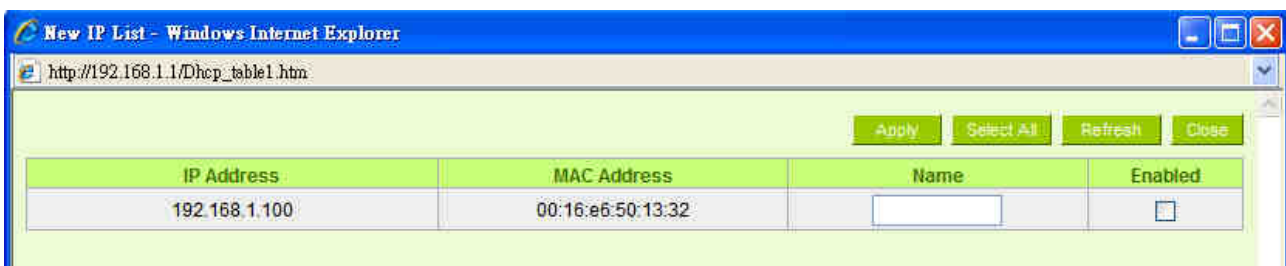 New IP List - Windows Internet Explorer
http://192.168.1.1/Dhcp_table1.htm
Apply Select All Refresh Close
IP Address MAC Address Name Enabled
192.168.1.100 00:16:e6:50:13:32